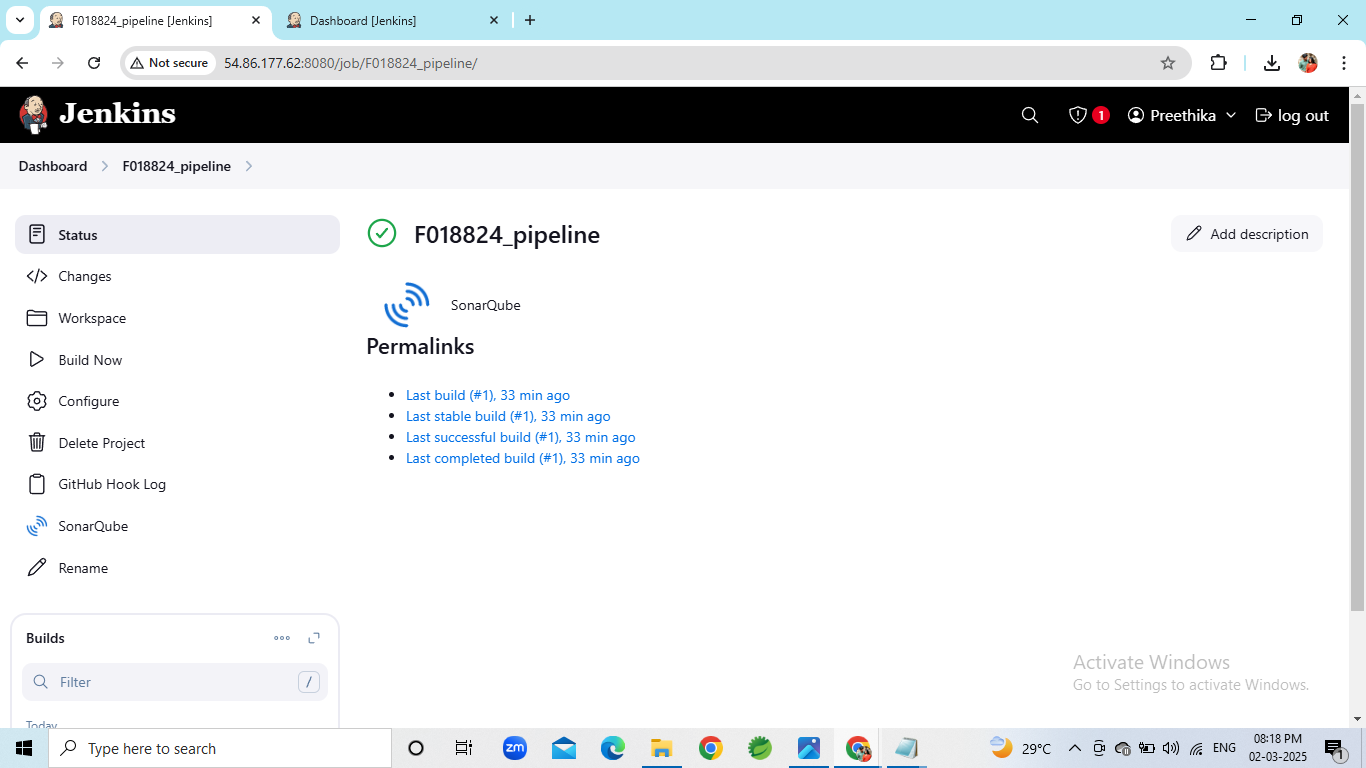 F018824_pipeline [Jenkins]
Dashboard [Jenkins]
Not secure
54.86.177.62:8080/job/F018824_pipeline/
Jenkins
1
Preethika
log out
Dashboard
F018824_pipeline
Status
Changes
Workspace
Build Now
Configure
Delete Project
GitHub Hook Log
SonarQube
Rename
Builds
Filter
/
Today
F018824_pipeline
Add description
SonarQube
Permalinks
Last build (#1), 33 min ago
Last stable build (#1), 33 min ago
Last successful build (#1), 33 min ago
Last completed build (#1), 33 min ago
Activate Windows
Go to Settings to activate Windows.
Type here to search
zm
29°C
ENG
08:18 PM
02-03-2025
1